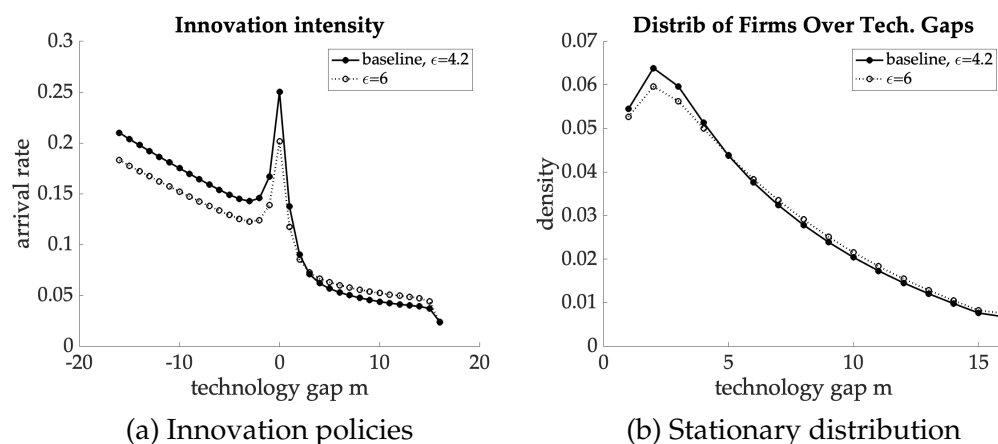 Innovation intensity
baseline, ϵ=4.2
ϵ=6
arrival rate
0.3
0.25
0.2
0.15
0.1
0.05
0
-20
-10
0
10
20
technology gap m
(a) Innovation policies
Distrib of Firms Over Tech. Gaps
baseline, ϵ=4.2
ϵ=6
density
0.07
0.06
0.05
0.04
0.03
0.02
0.01
0
0
5
10
15
technology gap m
(b) Stationary distribution